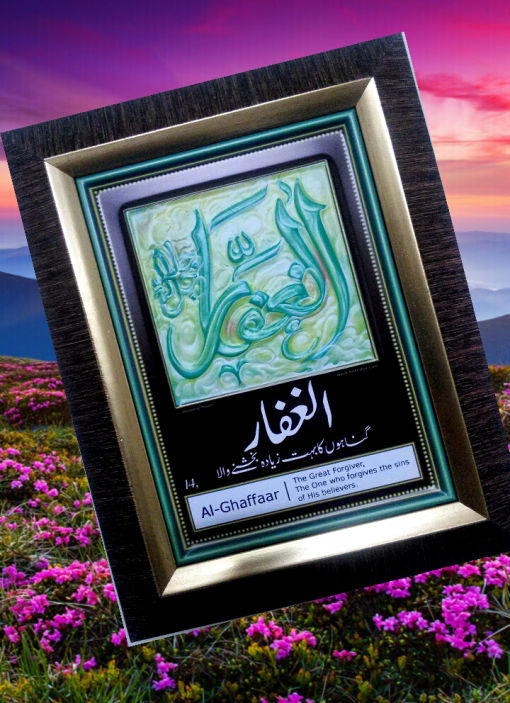 الغفار
الغفار
گناہوں کا بہت زیادہ بخشنے والا
14.
Al-Ghaffaar
The Great Forgiver,
The One who forgives the sins
of His believers.